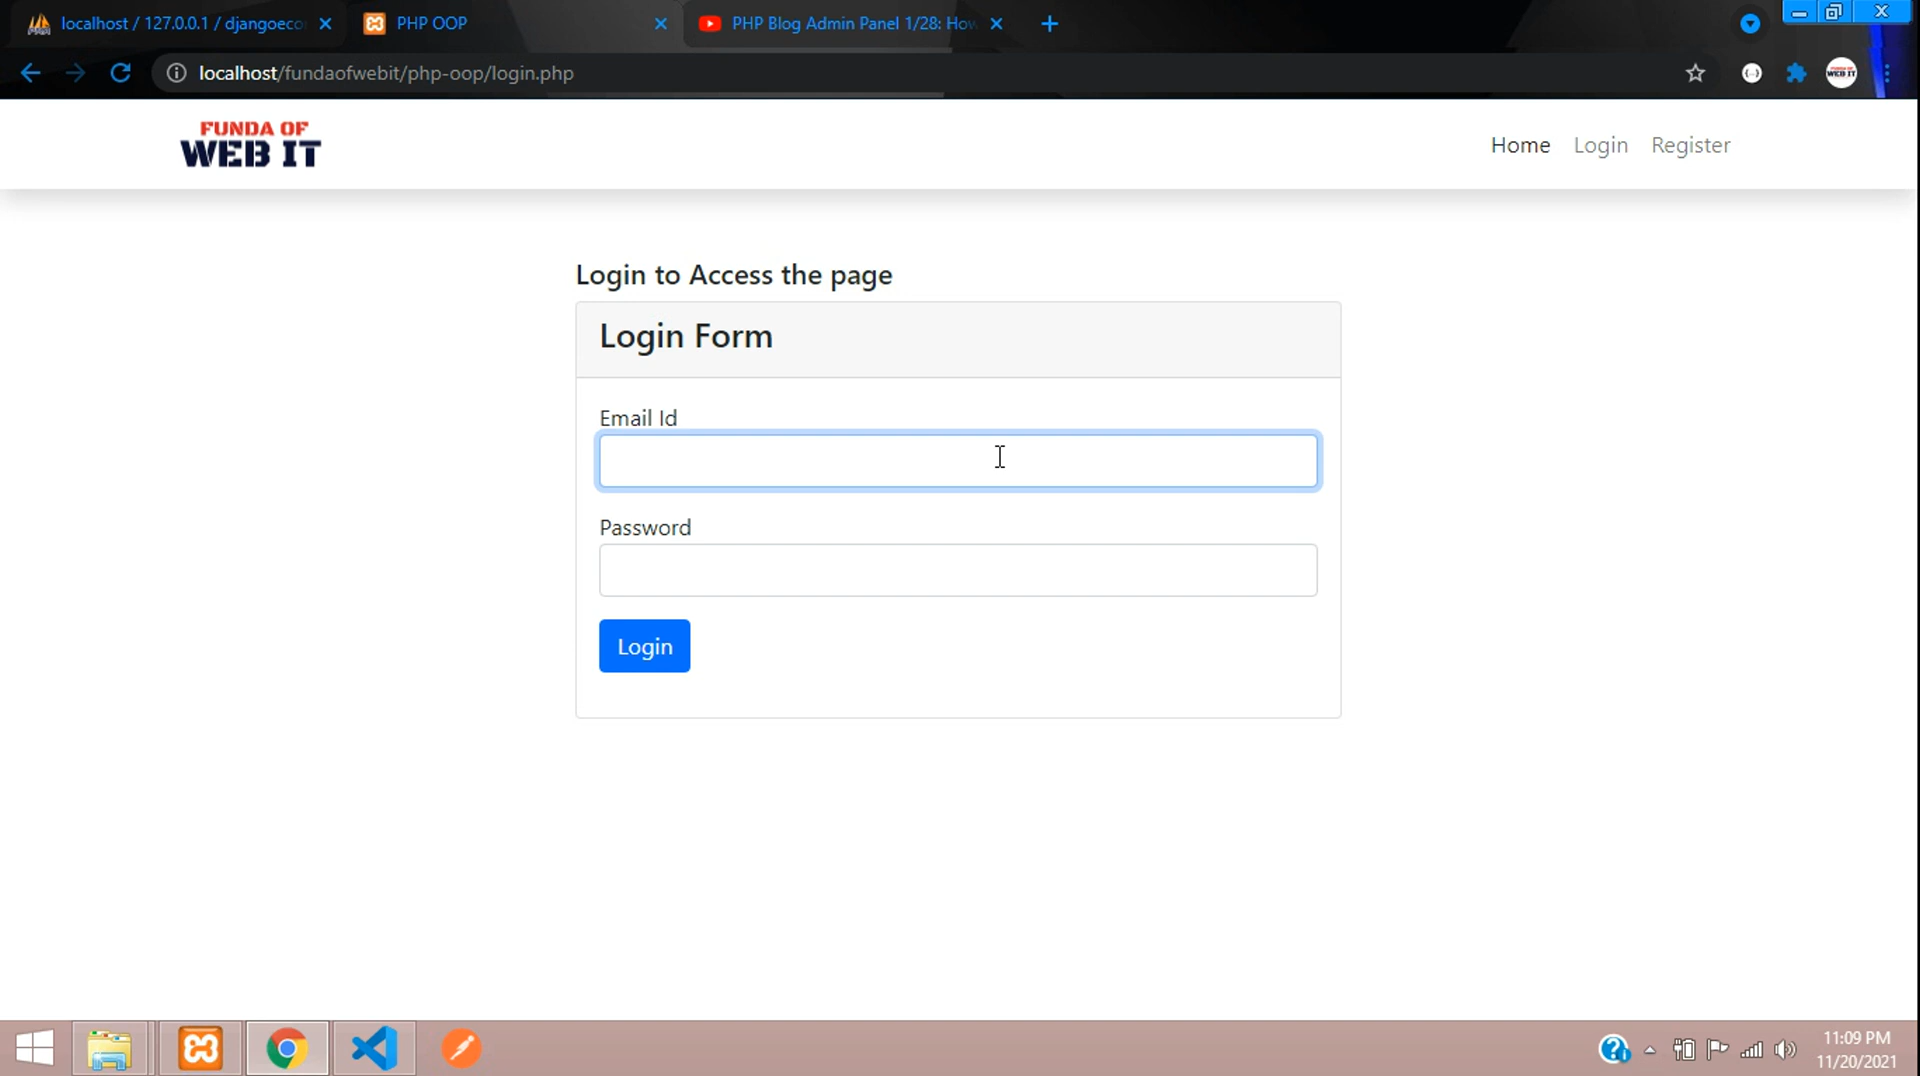 localhost / 127.0.0.1 / djangoeco
PHP OOP
PHP Blog Admin Panel 1/28: How
localhost/fundaofwebit/php-oop/login.php
FUNDA OF
WEB IT
Home Login Register
Login to Access the page
Login Form
Email Id
Password
Login
11:09 PM
11/20/2021